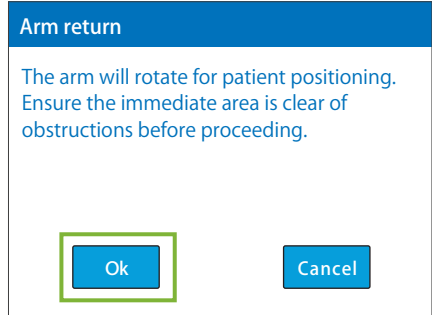 Arm return
The arm will rotate for patient positioning.
Ensure the immediate area is clear of
obstructions before proceeding.
Ok
Cancel